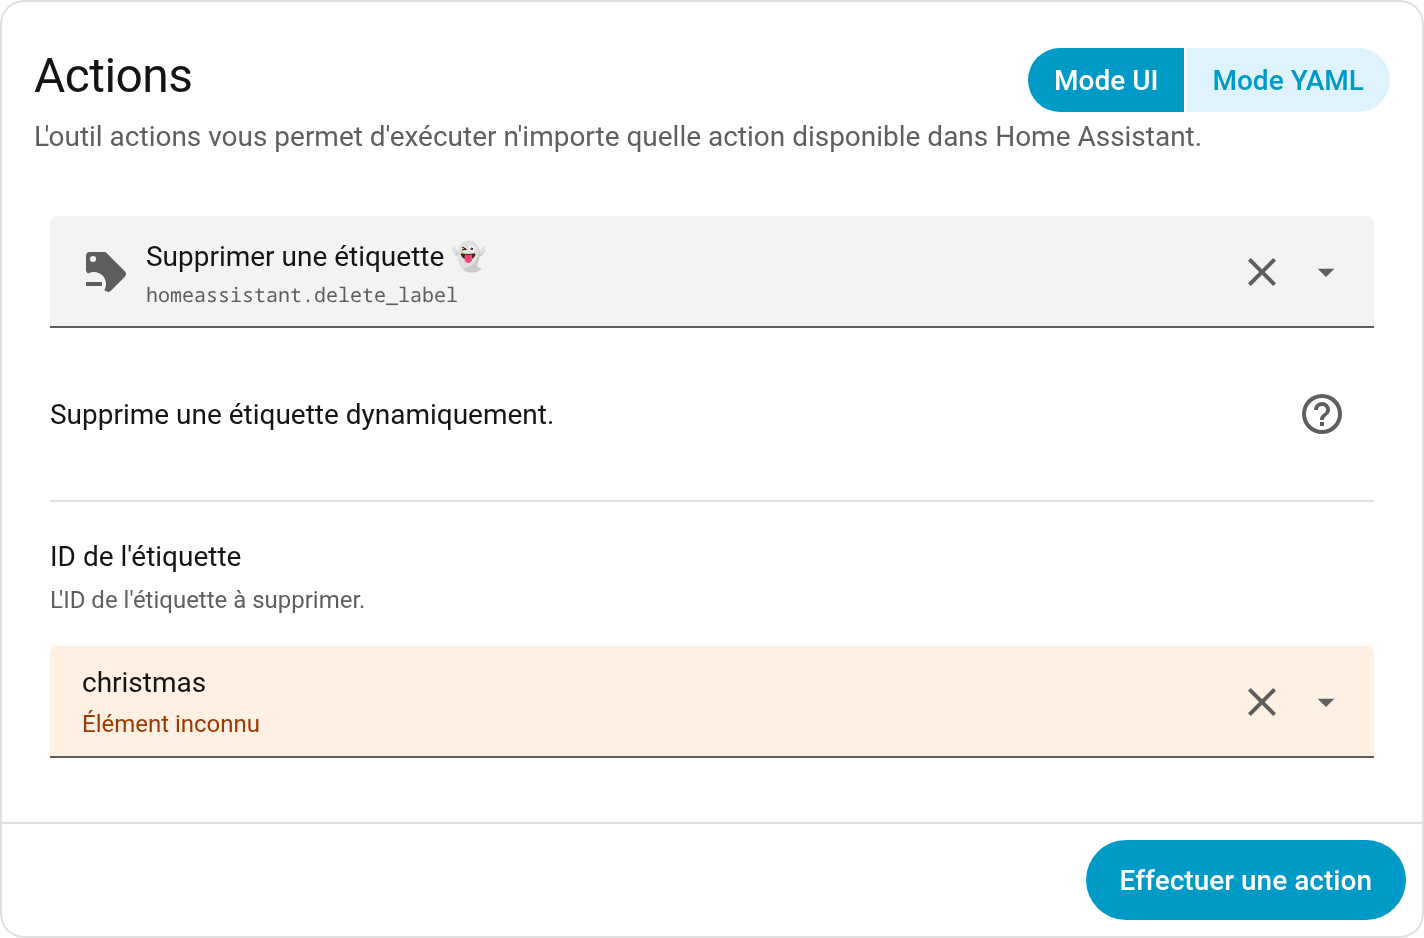 Actions
Mode UI
Mode YAML
L'outil actions vous permet d'exécuter n'importe quelle action disponible dans Home Assistant.
Supprimer une étiquette 👻
homeassistant.delete_label
Supprime une étiquette dynamiquement.
ID de l'étiquette
L'ID de l'étiquette à supprimer.
christmas
Élément inconnu
Effectuer une action